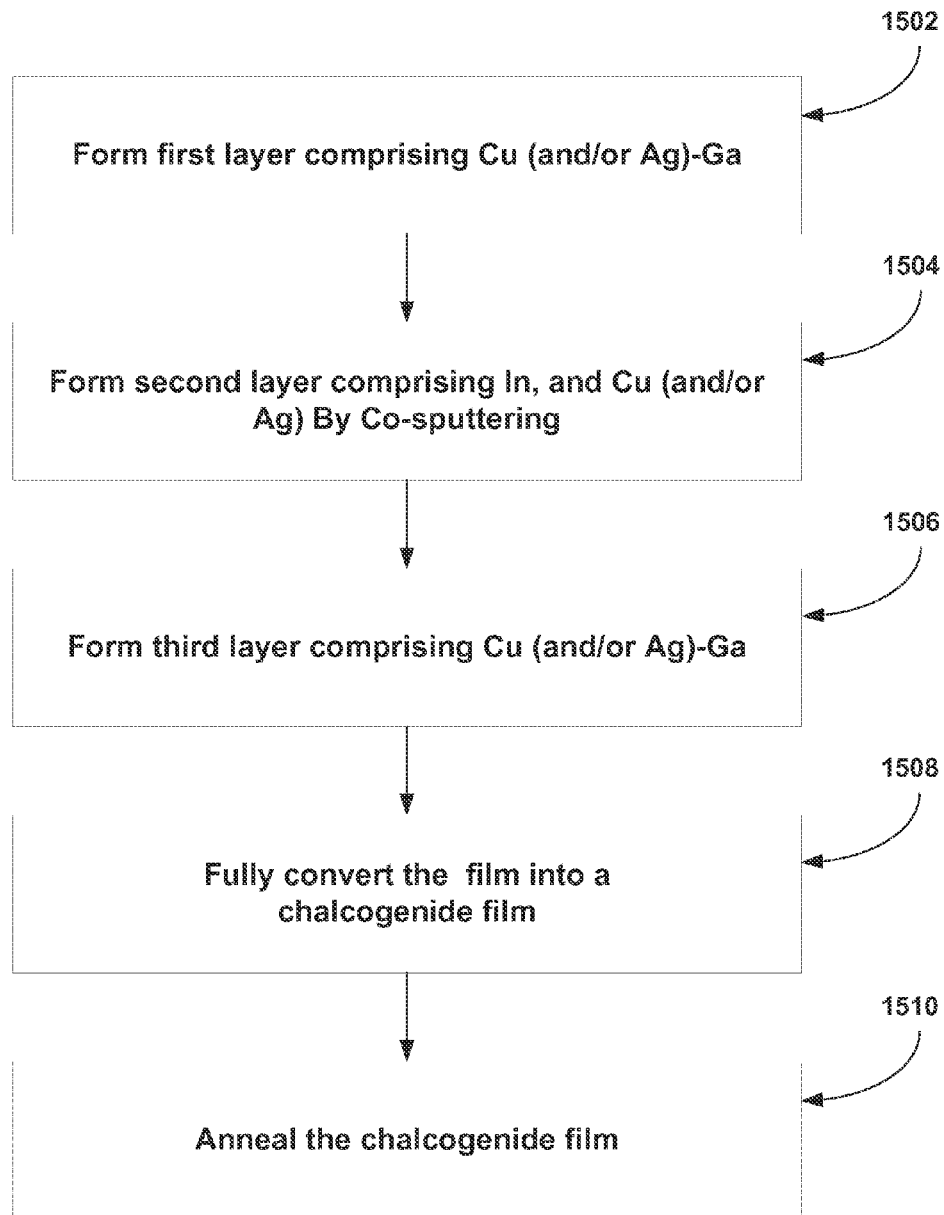 1502
Form first layer comprising Cu (and/or Ag)-Ga
1504
Form second layer comprising In, and Cu (and/or
Ag) By Co-sputtering
1506
Form third layer comprising Cu (and/or Ag)-Ga
1508
Fully convert the film into a
chalcogenide film
1510
Anneal the chalcogenide film